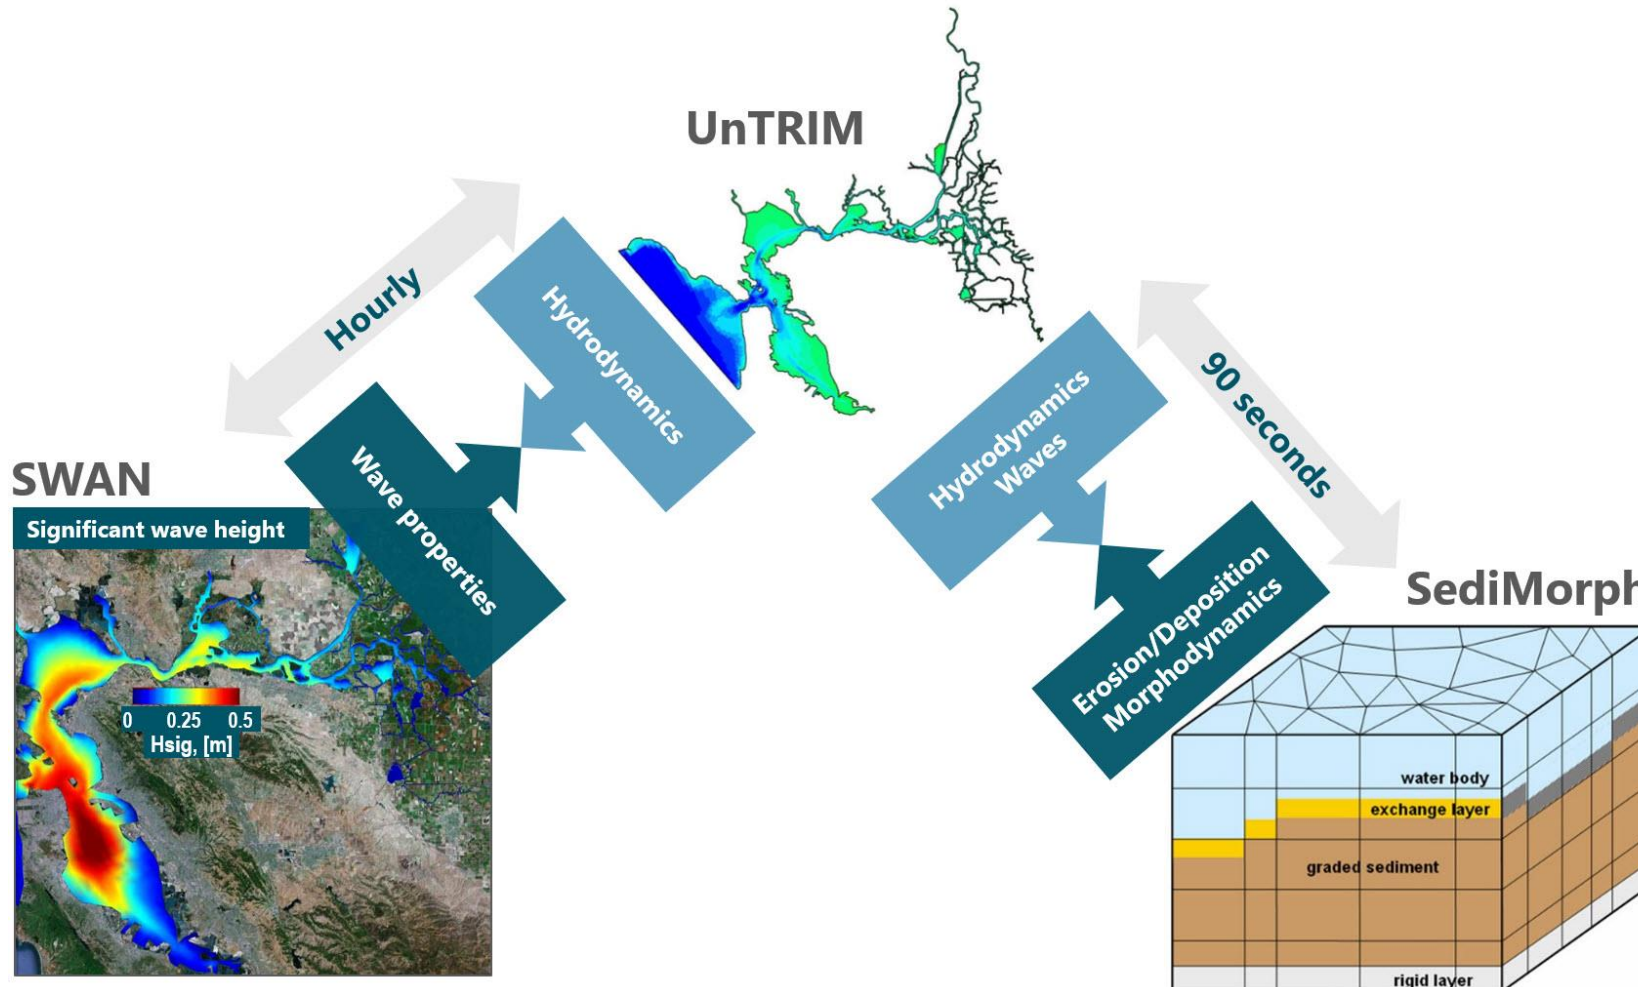 UnTRIM
Hourly
Hydrodynamics
Wave properties
SWAN
Significant wave height
0 0.25 0.5
Hsig, [m]
90 seconds
Hydrodynamics
Waves
Erosion/Deposition
Morphodynamics
SediMorph
water body
exchange layer
graded sediment
rigid layer